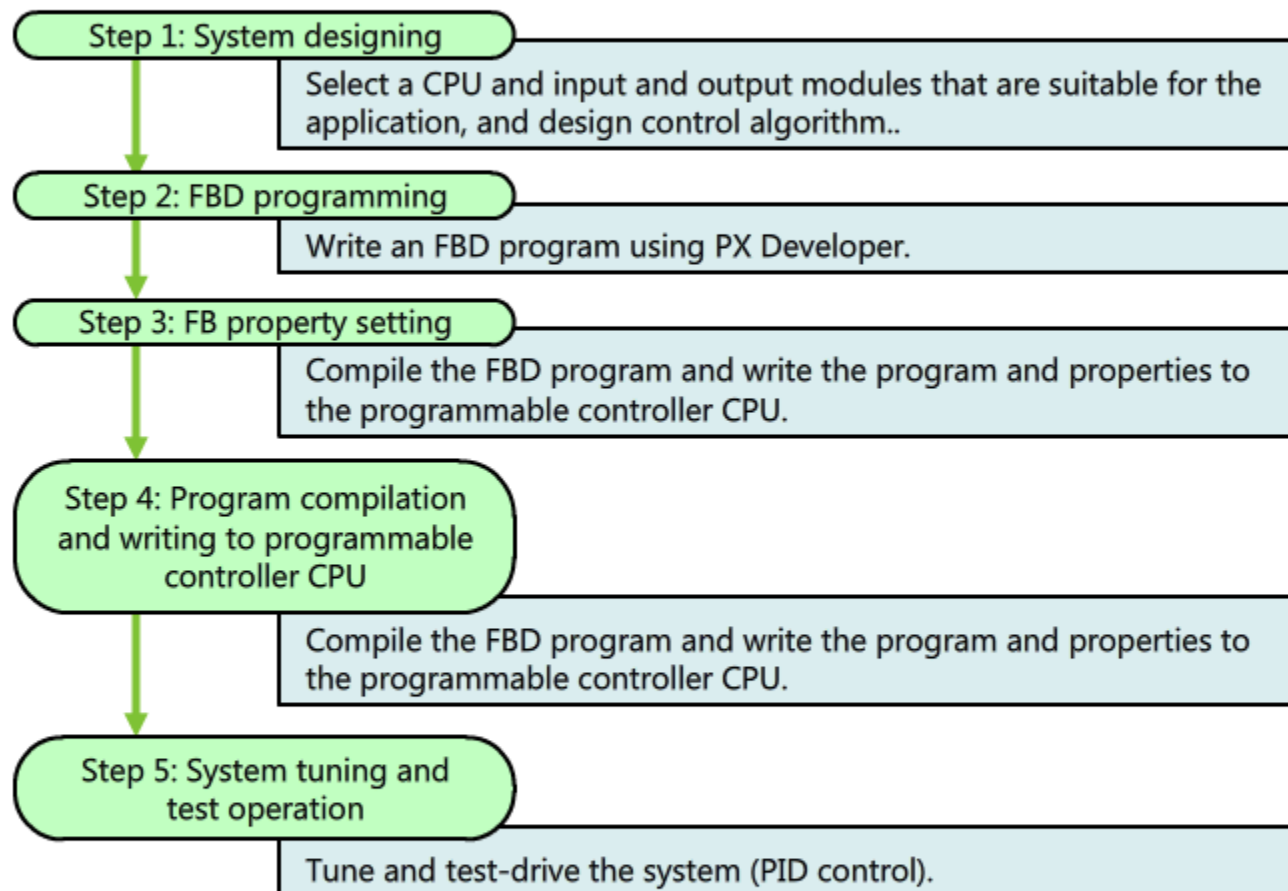 Step 1: System designing
Select a CPU and input and output modules that are suitable for the
application, and design control algorithm..
Step 2: FBD programming
Write an FBD program using PX Developer.
Step 3: FB property setting
Compile the FBD program and write the program and properties to
the programmable controller CPU.
Step 4: Program compilation
and writing to programmable
controller CPU
Compile the FBD program and write the program and properties to
the programmable controller CPU.
Step 5: System tuning and
test operation
Tune and test-drive the system (PID control).